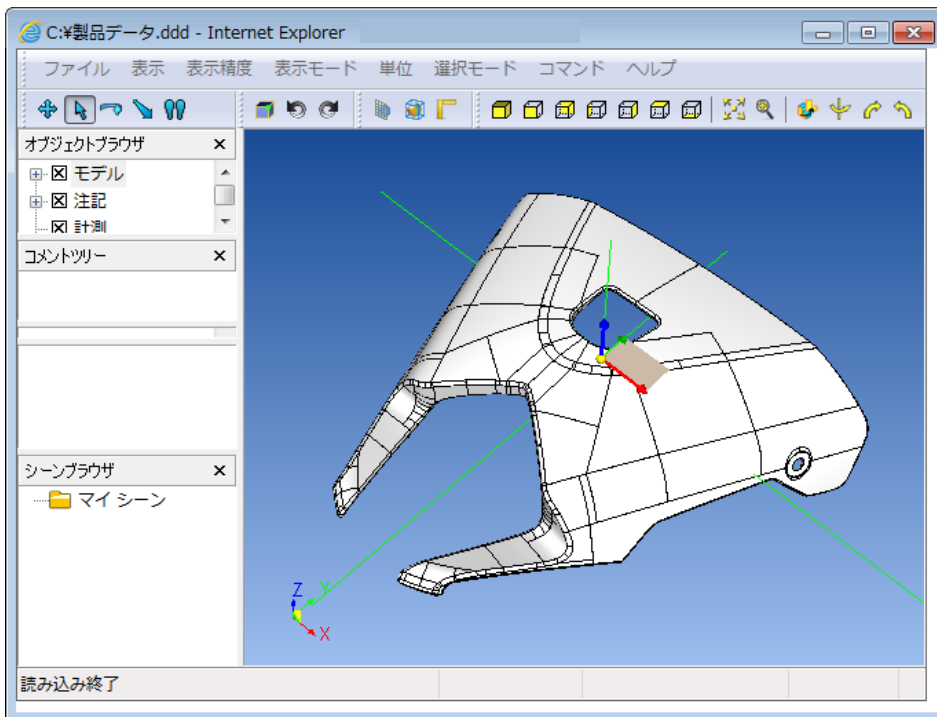 C:¥製品データ.ddd - Internet Explorer
ファイル 表示 表示精度 表示モード 単位 選択モード コマンド ヘルプ
オブジェクトブラウザ
モデル
注記
計測
コメントツリー
シーンブラウザ
マイ シーン
Z
Y
X
読み込み終了